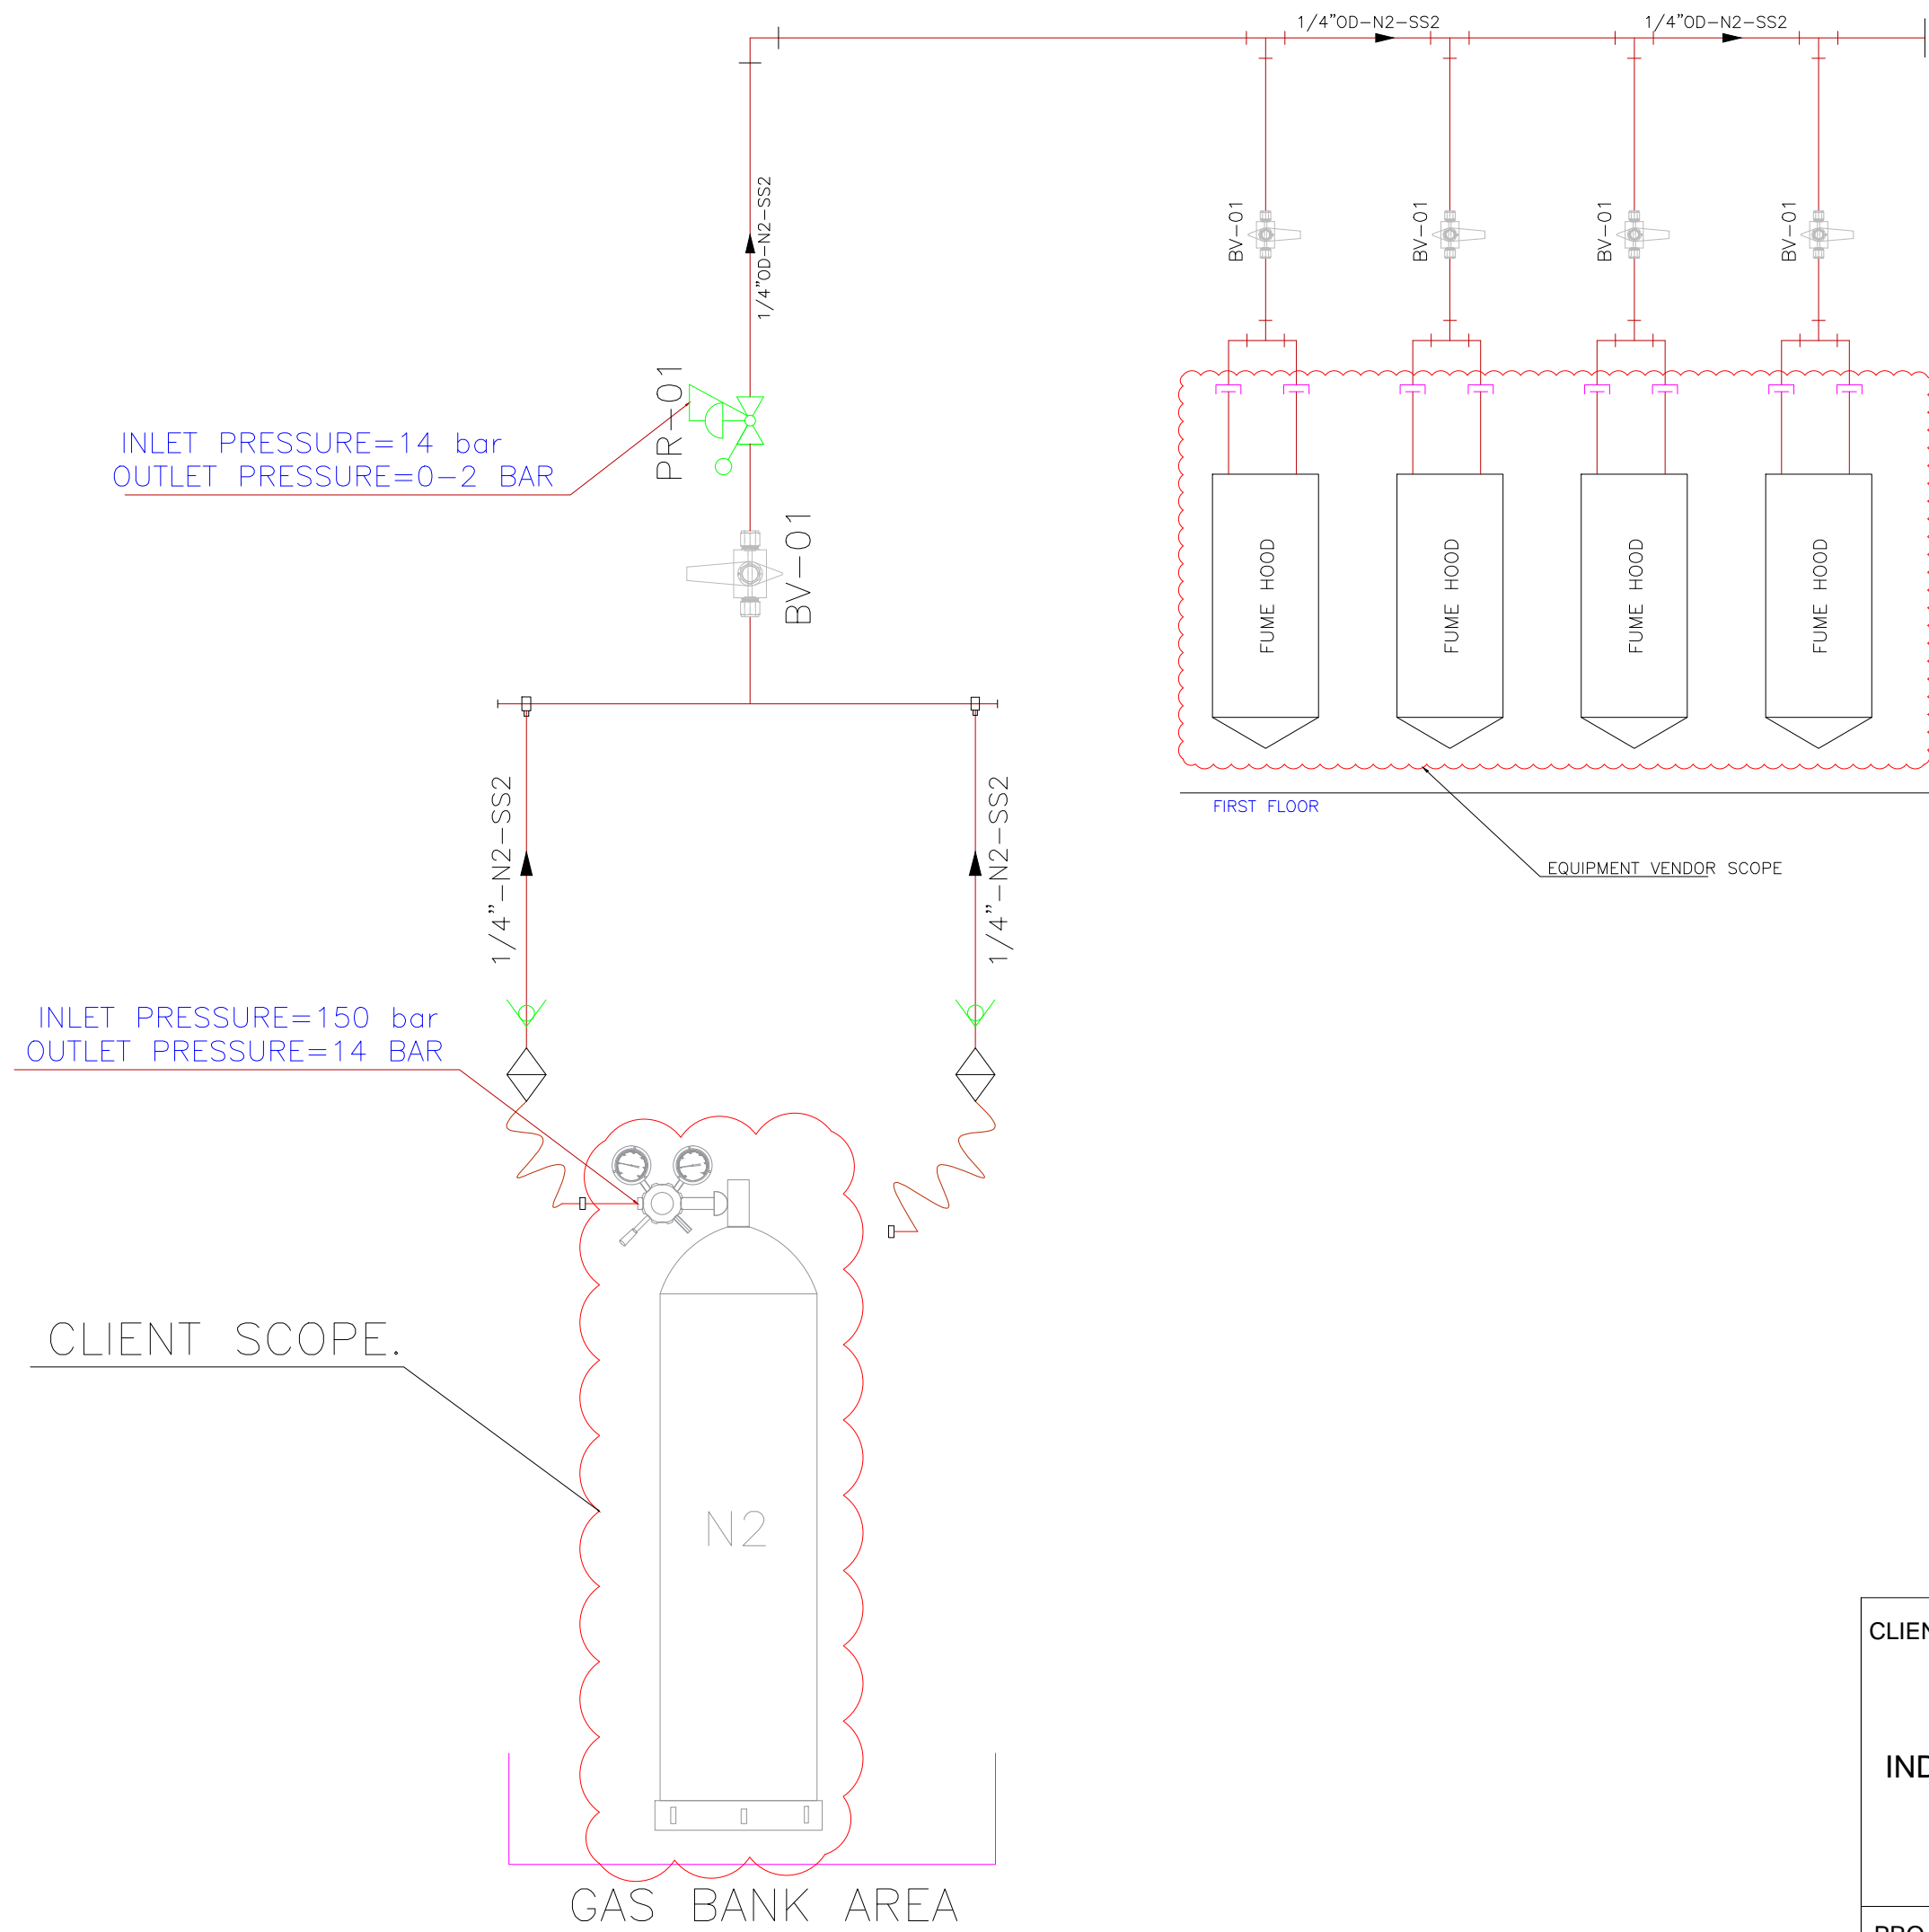 1/4"OD-N2-SS2
1/4"OD-N2-SS2
1/4"OD-N2-SS2
BV-01
BV-01
BV-01
BV-01
PR-01
INLET PRESSURE=14 bar
OUTLET PRESSURE=0-2 BAR
BV-01
FUME HOOD
FUME HOOD
FUME HOOD
FUME HOOD
FIRST FLOOR
EQUIPMENT VENDOR SCOPE
1/4"-N2-SS2
1/4"-N2-SS2
INLET PRESSURE=150 bar
OUTLET PRESSURE=14 BAR
CLIENT SCOPE.
N2
GAS BANK AREA
CLIEN
IND